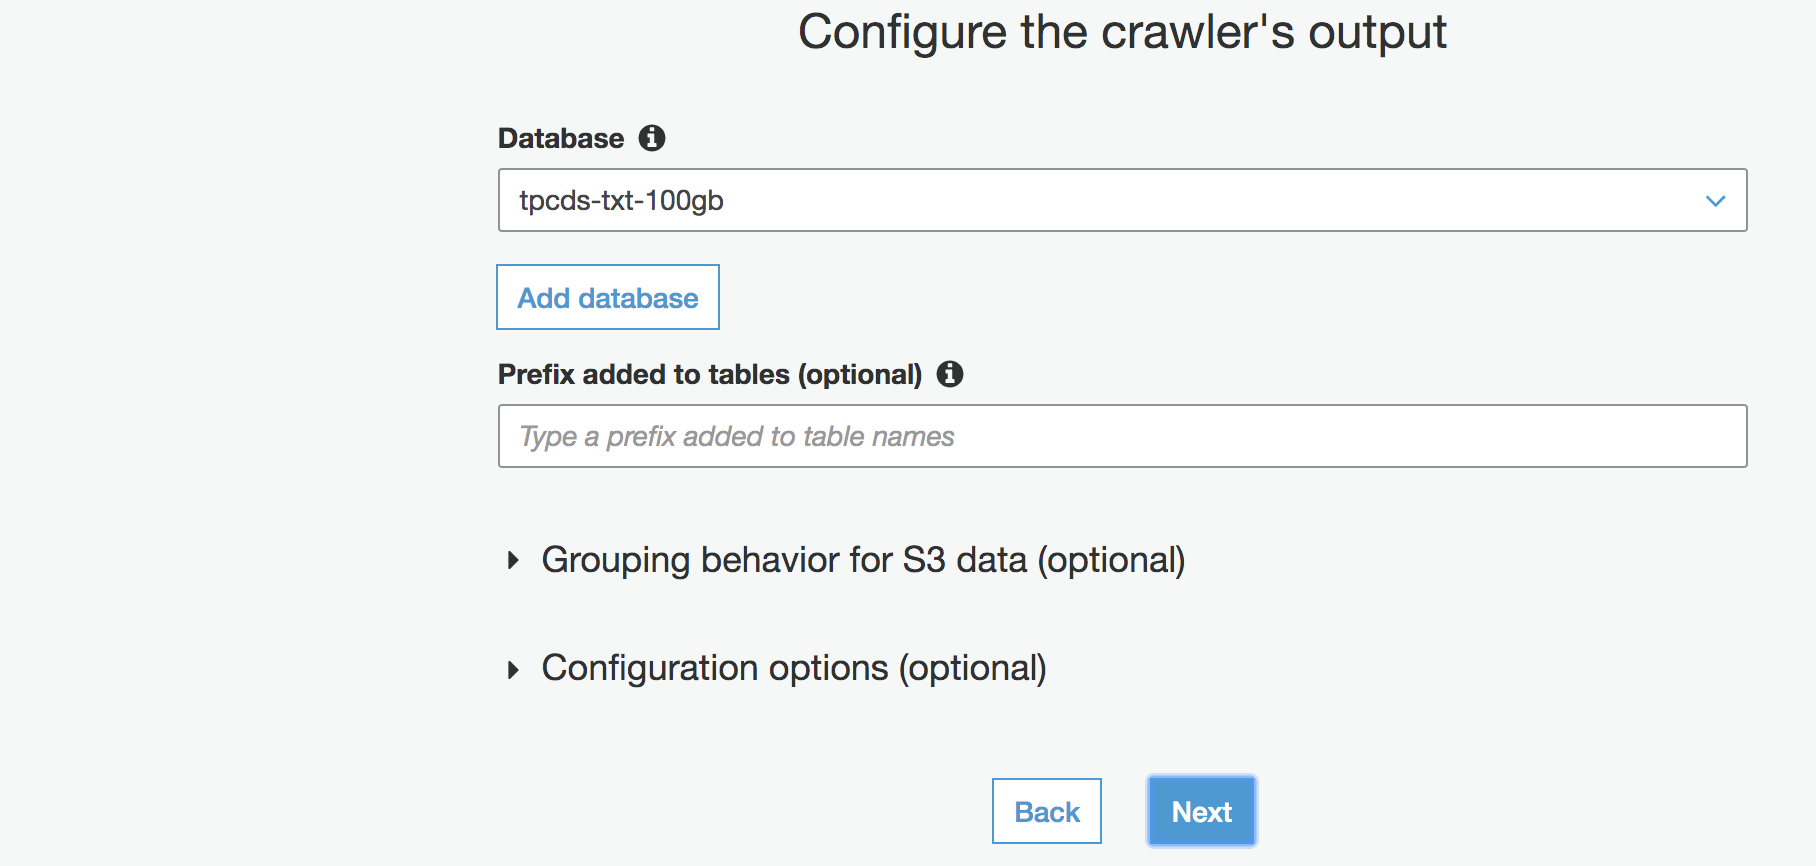 Configure the crawler's output
Database
tpcds-txt-100gb
Add database
Prefix added to tables (optional)
Type a prefix added to table names
Grouping behavior for S3 data (optional)
Configuration options (optional)
Back
Next